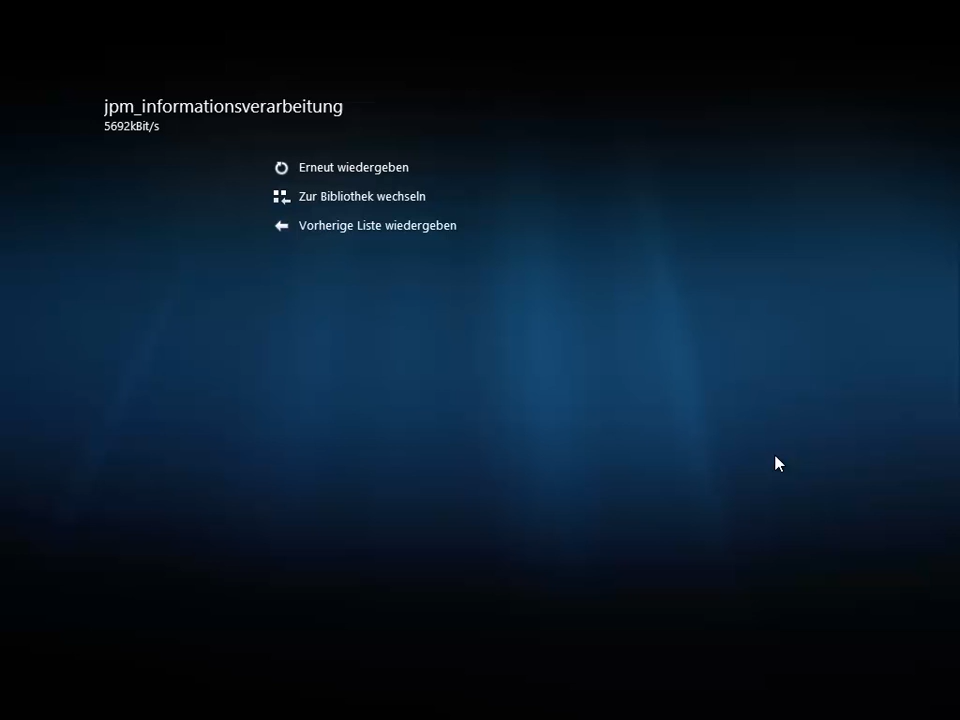 jpm_informationsverarbeitung
5692kBit/s
Erneut wiedergeben
Zur Bibliothek wechseln
Vorherige Liste wiedergeben